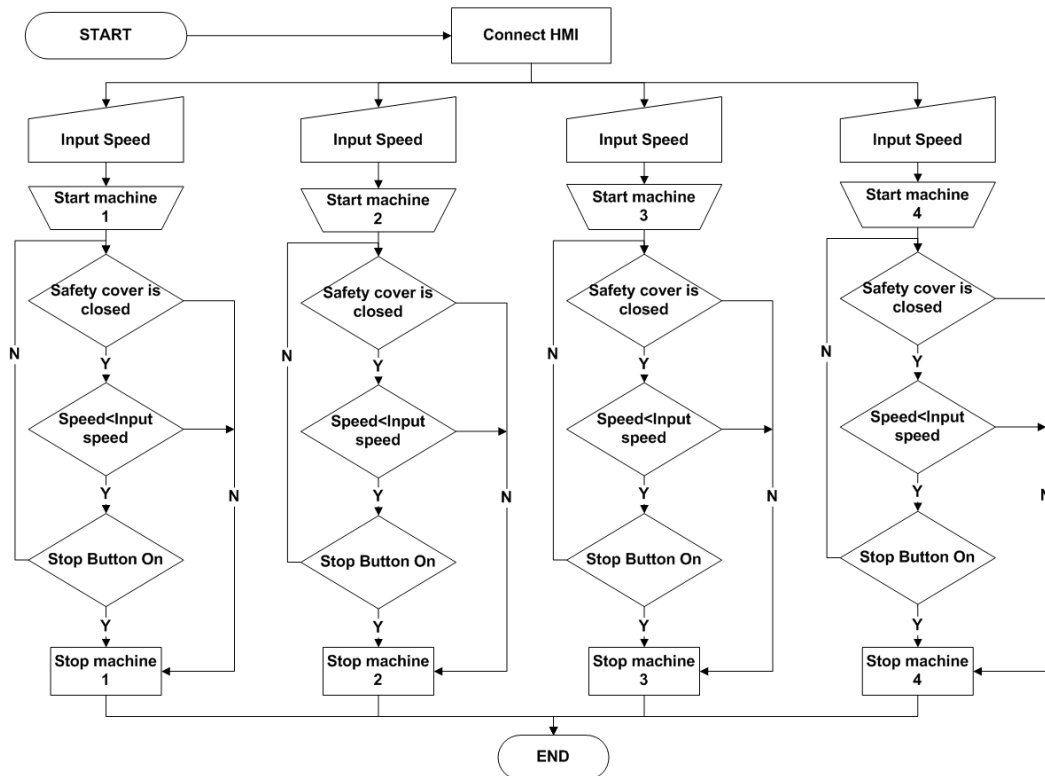 START
Connect HMI
Input Speed
Input Speed
Input Speed
Input Speed
Start machine
1
Start machine
2
Start machine
3
Start machine
4
Safety cover is
closed
Safety cover is
closed
Safety cover is
closed
Safety cover is
closed
N
N
N
N
Y
Y
Y
Y
Speed<Input
speed
Speed<Input
speed
Speed<Input
speed
Speed<Input
speed
Y
N
Y
N
Y
N
Y
N
Stop Button On
Stop Button On
Stop Button On
Stop Button On
Y
Y
Y
Y
Stop machine
1
Stop machine
2
Stop machine
3
Stop machine
4
END